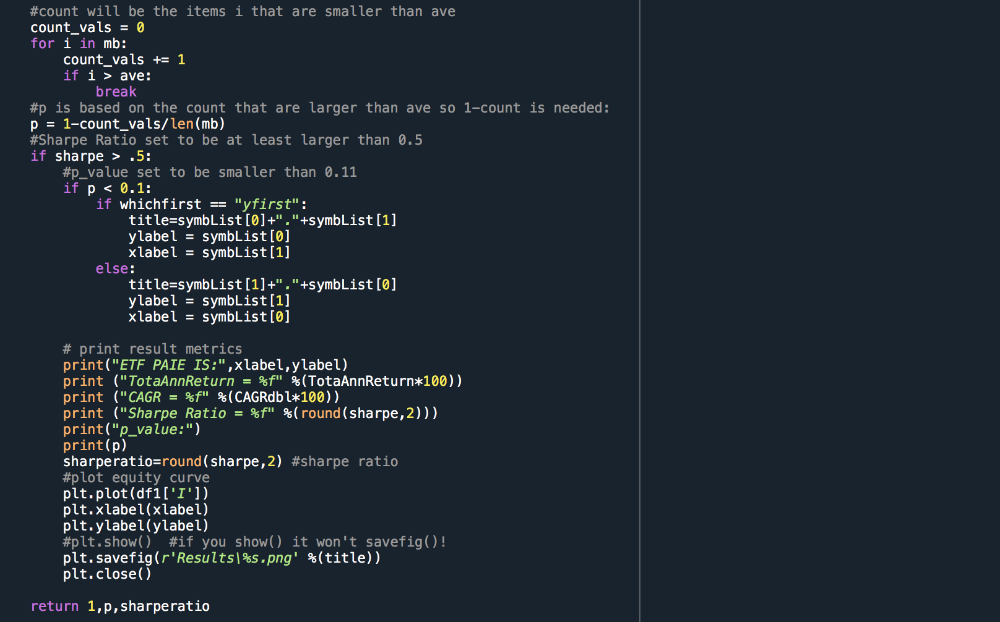 #count will be the items i that are smaller than ave
count_vals = 0
for i in mb:
    count_vals += 1
    if i > ave:
        break
#p is based on the count that are larger than ave so 1-count is needed:
p = 1-count_vals/len(mb)
#Sharpe Ratio set to be at least larger than 0.5
if sharpe > .5:
    #p_value set to be smaller than 0.11
    if p < 0.1:
        if whichfirst == "yfirst":
            title=symbList[0]+"."+symbList[1]
            ylabel = symbList[0]
            xlabel = symbList[1]
        else:
            title=symbList[1]+"."+symbList[0]
            ylabel = symbList[1]
            xlabel = symbList[0]

    # print result metrics
    print("ETF PAIE IS:",xlabel,ylabel)
    print ("TotaAnnReturn = %f" %(TotaAnnReturn*100))
    print ("CAGR = %f" %(CAGRdbl*100))
    print ("Sharpe Ratio = %f" %(round(sharpe,2)))
    print("p_value:")
    print(p)
    sharperatio=round(sharpe,2) #sharpe ratio
    #plot equity curve
    plt.plot(df1['I'])
    plt.xlabel(xlabel)
    plt.ylabel(ylabel)
    #plt.show()  #if you show() it won't savefig()!
    plt.savefig(r'Results\%s.png' %(title))
    plt.close()

return 1,p,sharperatio